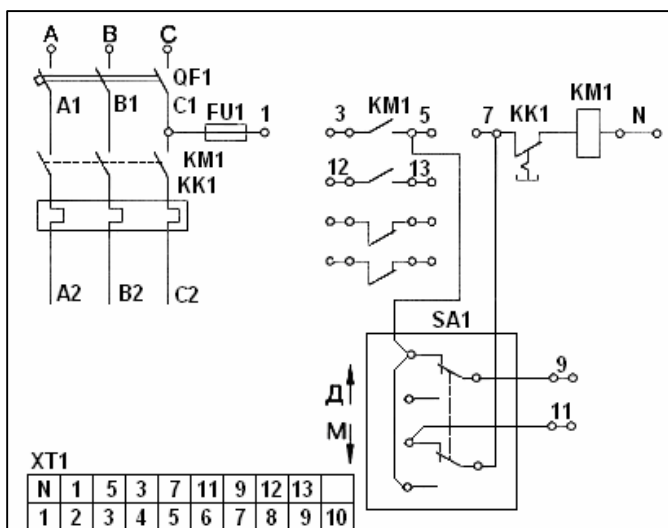 A B C
QF1
A1 B1 C1 FU1 1
KM1
KK1
A2 B2 C2
3 KM1 5 7 KK1 KM1 N
12 13
SA1
Д 9
М 11
XT1
N 1 5 3 7 11 9 12 13
1 2 3 4 5 6 7 8 9 10